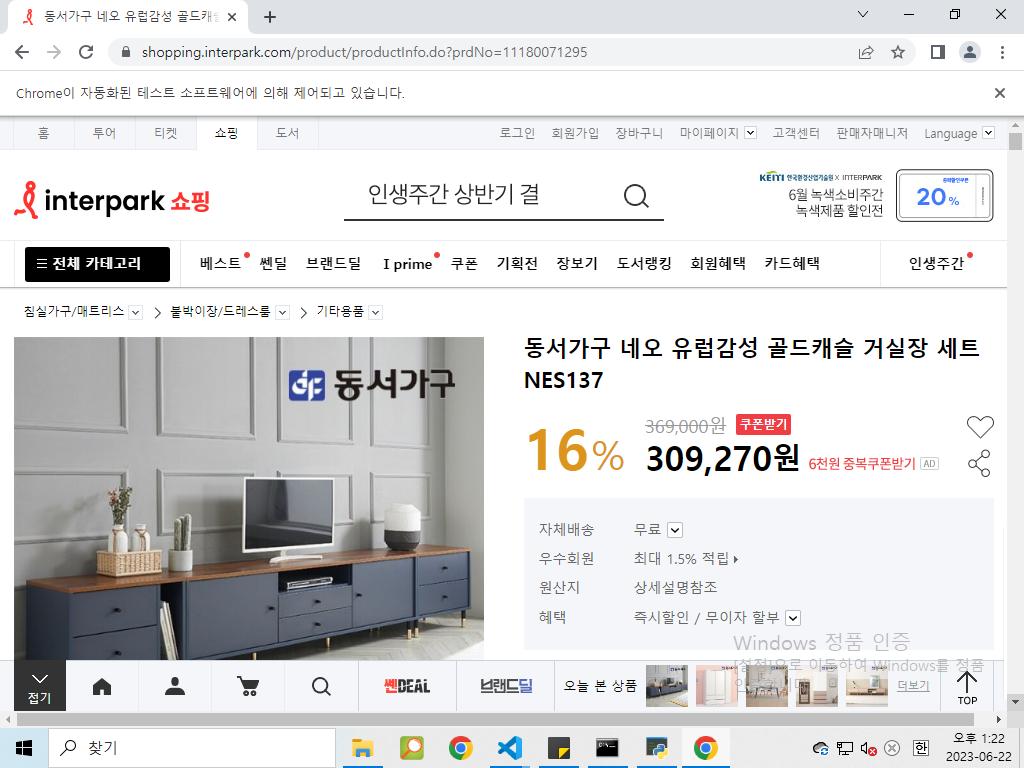 동서가구 네오 유럽감성 골드캐슬
shopping.interpark.com/product/productInfo.do?prdNo=11180071295
Chrome이 자동화된 테스트 소프트웨어에 의해 제어되고 있습니다.
홈 투어 티켓 쇼핑 도서 로그인 회원가입 장바구니 마이페이지 고객센터 판매자매니저 Language
interpark 쇼핑
인생주간 상반기 결
KEITI 한국환경산업기술원 X INTERPARK
6월 녹색소비주간
녹색제품 할인전
20%
전체 카테고리 베스트 쎈딜 브랜드딜 I prime 쿠폰 기획전 장보기 도서랭킹 회원혜택 카드혜택 인생주간
침실가구/매트리스 붙박이장/드레스룸 기타용품
동서가구
동서가구 네오 유럽감성 골드캐슬 거실장 세트
NES137
16%
369,000원 쿠폰받기
309,270원 6천원 중복쿠폰받기 AD
자체배송 무료
우수회원 최대 1.5% 적립
원산지 상세설명참조
혜택 즉시할인 / 무이자 할부
Windows 정품 인증
[설정]으로 이동하여 Windows를 정품
접기 쎈DEAL 브랜드딜 오늘 본 상품 더보기 TOP
찾기
오후 1:22
2023-06-22